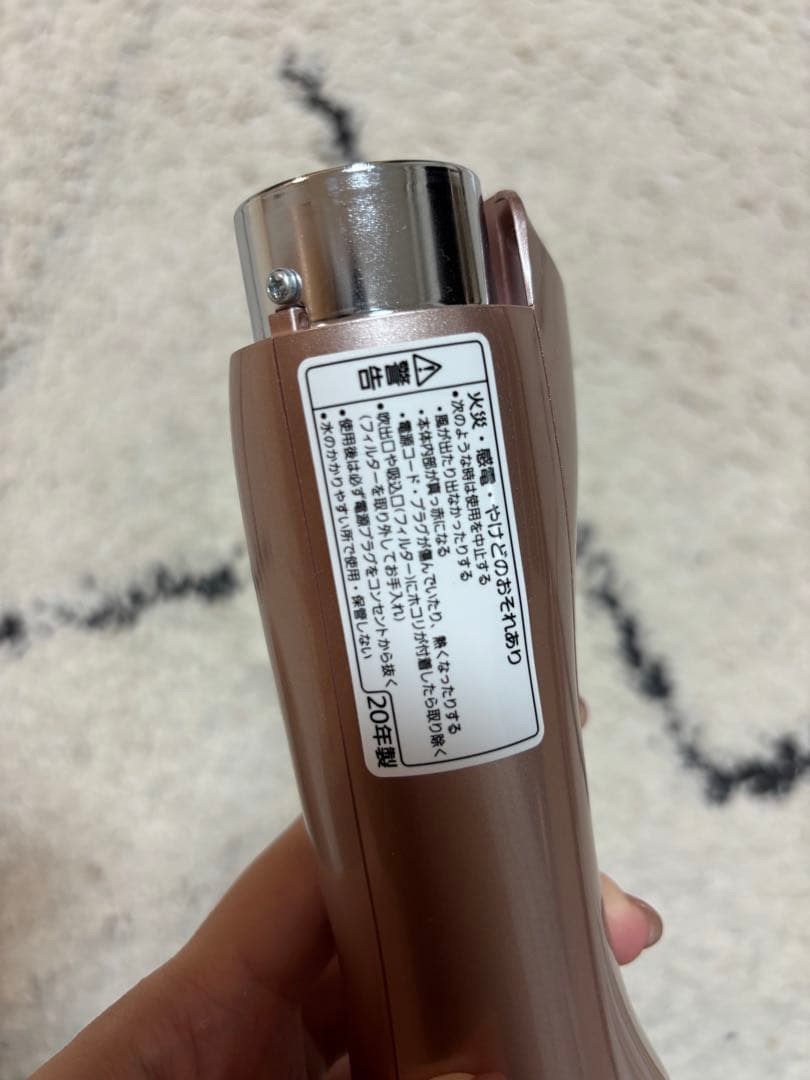 ⚠警告
火災・感電・やけどのおそれあり
•次のような時は使用を中止する
・風が出たり出なかったりする
・本体内部が真っ赤になる
・電源コード・プラグが傷んでいたり、熱くなったりする
•吹出口や吸込口(フィルター)にホコリが付着したら取り除く
(フィルターを取り外してお手入れ)
•使用後は必ず電源プラグをコンセントから抜く
•水のかかりやすい所で使用・保管しない
20年製